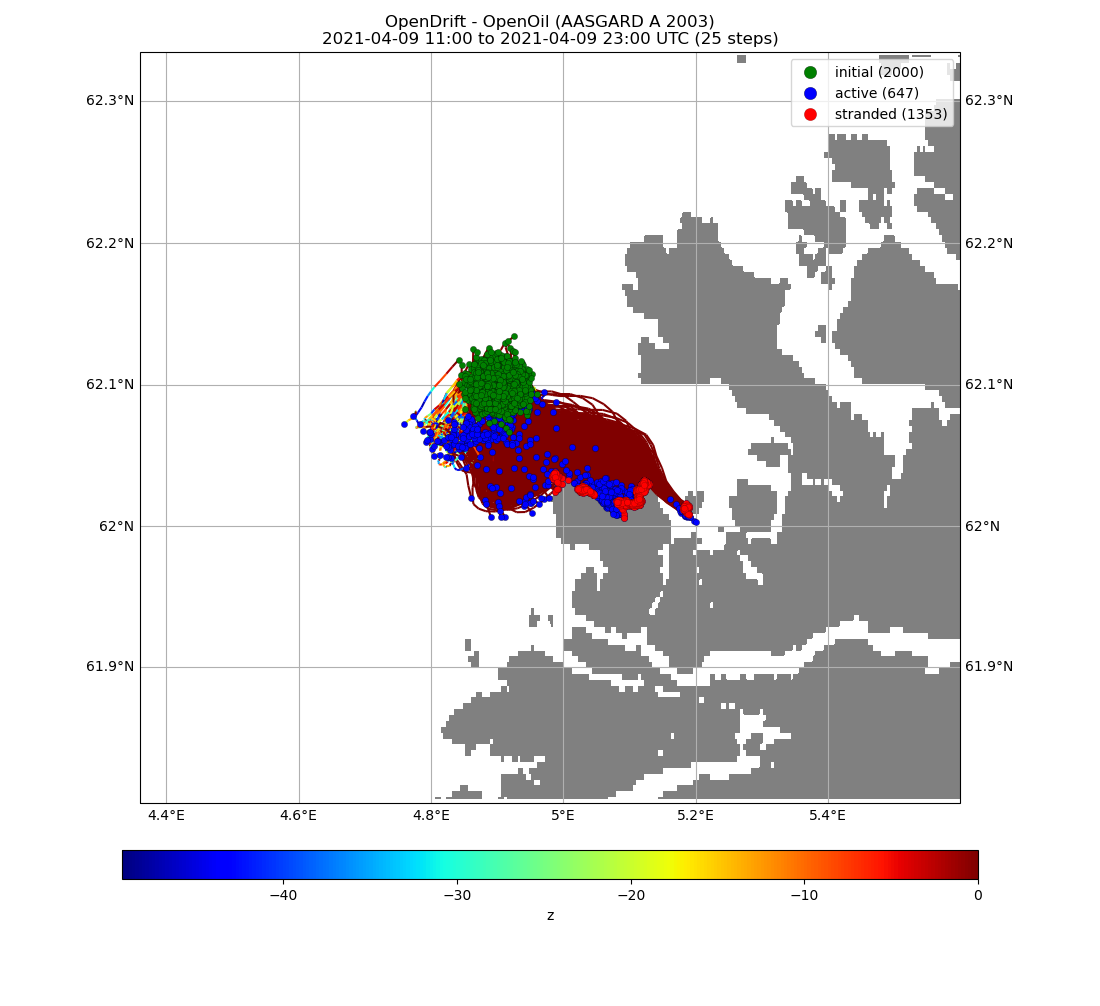 OpenDrift - OpenOil (AASGARD A 2003)
2021-04-09 11:00 to 2021-04-09 23:00 UTC (25 steps)
initial (2000)
active (647)
stranded (1353)
62.3°N 62.3°N
62.2°N 62.2°N
62.1°N 62.1°N
62°N 62°N
61.9°N 61.9°N
4.4°E 4.6°E 4.8°E 5°E 5.2°E 5.4°E
−40 −30 −20 −10 0
z